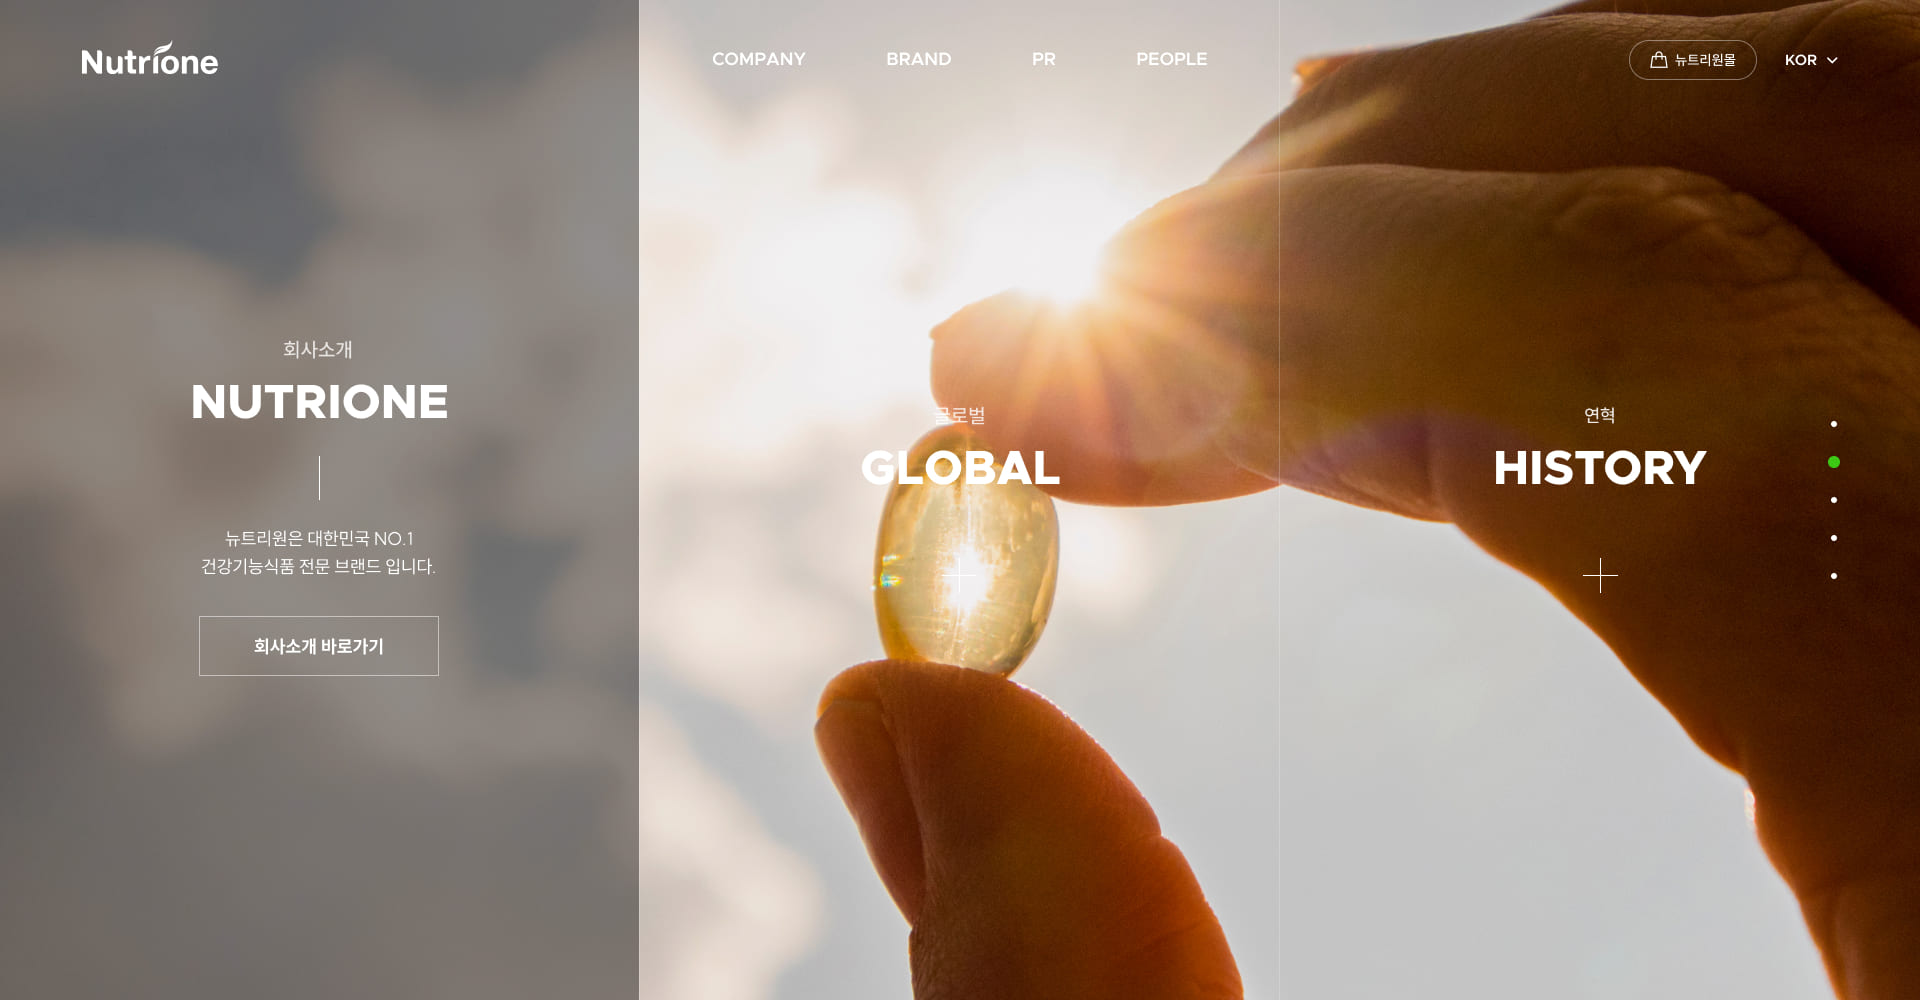 Nutrione
COMPANY
BRAND
PR
PEOPLE
뉴트리원몰
KOR
회사소개
NUTRIONE
뉴트리원은 대한민국 NO.1
건강기능식품 전문 브랜드 입니다.
회사소개 바로가기
글로벌
GLOBAL
연혁
HISTORY